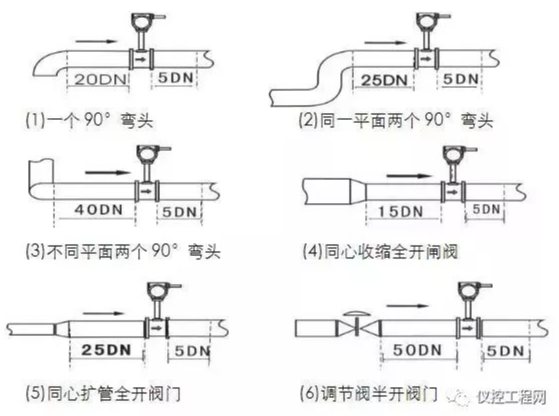 20DN 5DN 25DN 5DN
(1)一个90°弯头 (2)同一平面两个90°弯头
40DN 5DN 15DN 5DN
(3)不同平面两个90°弯头 (4)同心收缩全开闸阀
25DN 5DN 50DN 5DN
(5)同心扩管全开阀门 (6)调节阀半开阀门
仪控工程网